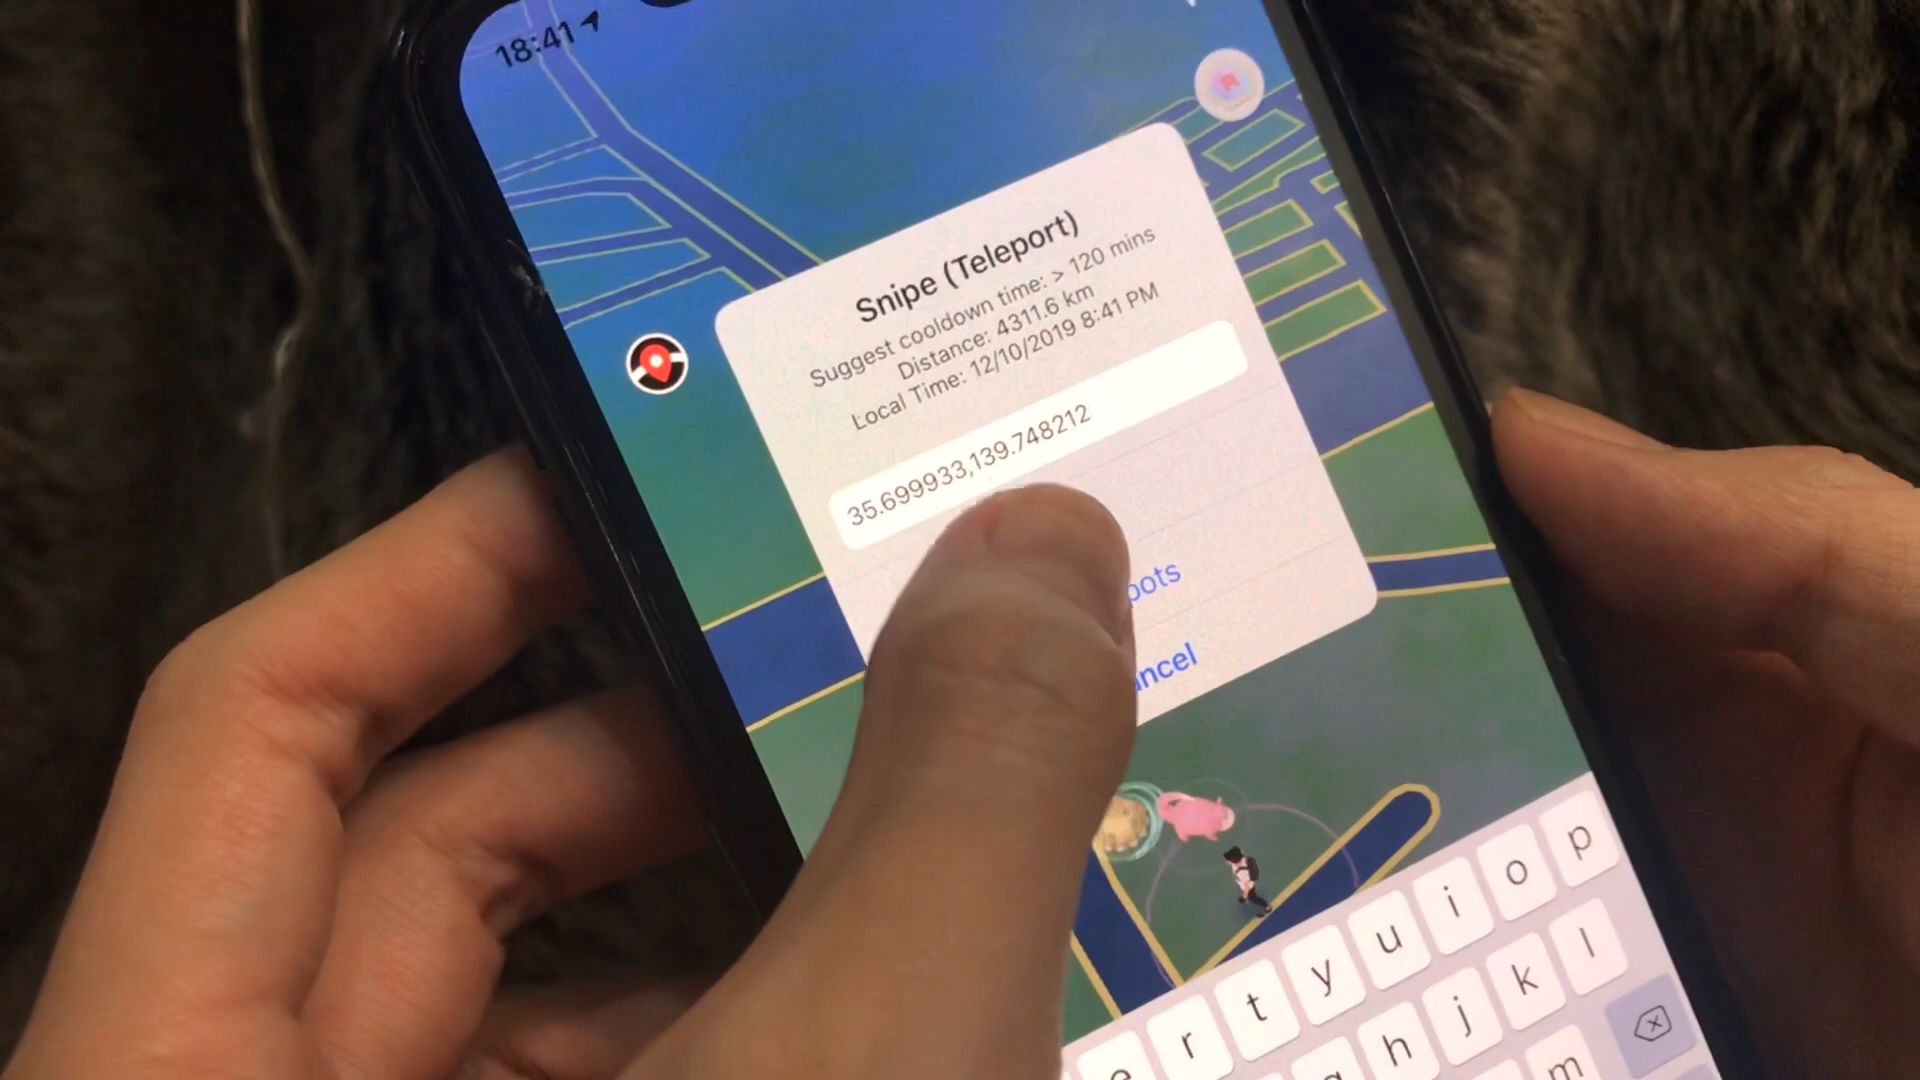 18:41
Snipe (Teleport)
Suggest cooldown time: > 120 mins
Distance: 4311.6 km
Local Time: 12/10/2019 8:41 PM
35.699933,139.748212
pots
ncel
r t y u i o p
h j k l
m